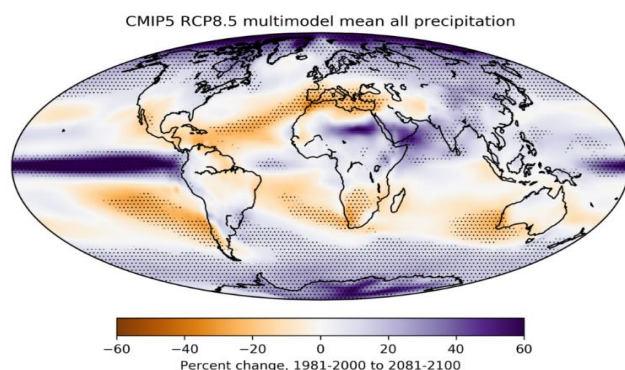 CMIP5 RCP8.5 multimodel mean all precipitation
−60 −40 −20 0 20 40 60
Percent change, 1981-2000 to 2081-2100